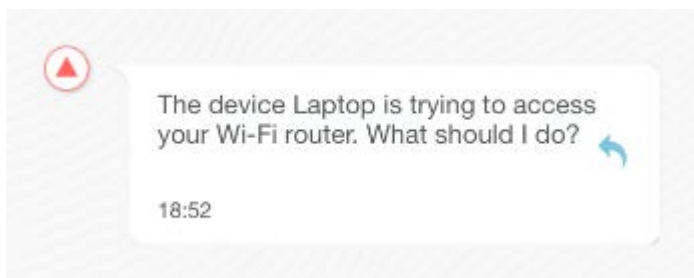 The device Laptop is trying to access
your Wi-Fi router. What should I do?
18:52